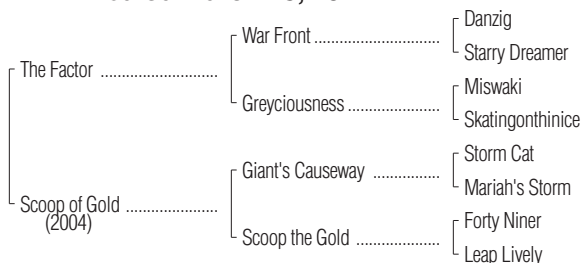 The Factor
War Front
Danzig
Starry Dreamer
Greyciousness
Miswaki
Skatingonthinice
Scoop of Gold
(2004)
Giant's Causeway
Storm Cat
Mariah's Storm
Scoop the Gold
Forty Niner
Leap Lively